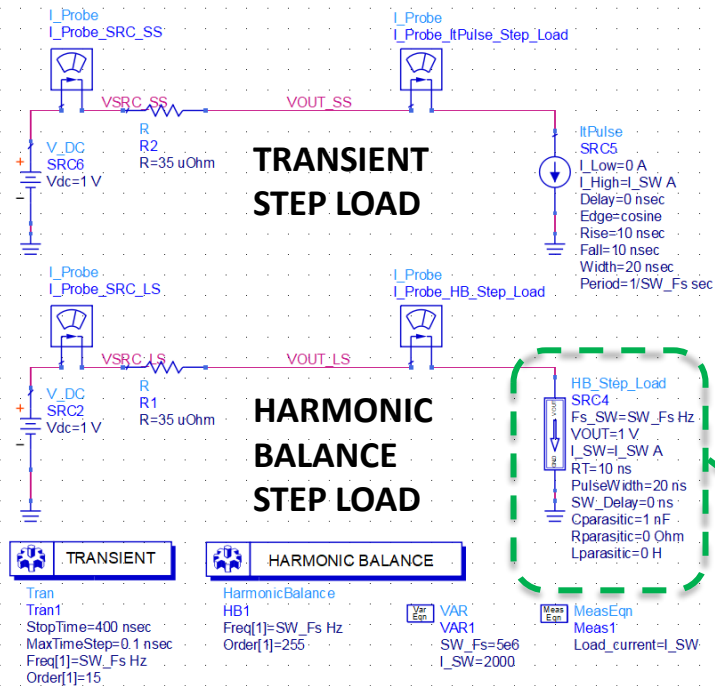 I_Probe
I_Probe_SRC_SS
I_Probe
I_Probe_ItPulse_Step_Load
VSRC_SS
VOUT_SS
R
R2
R=35 uOhm
+
V_DC
SRC6
Vdc=1 V
–
TRANSIENT
STEP LOAD
ItPulse
SRC5
I_Low=0 A
I_High=I_SW A
Delay=0 nsec
Edge=cosine
Rise=10 nsec
Fall=10 nsec
Width=20 nsec
Period=1/SW_Fs sec
I_Probe
I_Probe_SRC_LS
I_Probe
I_Probe_HB_Step_Load
VSRC_LS
VOUT_LS
R
R1
R=35 uOhm
+
V_DC
SRC2
Vdc=1 V
–
HARMONIC
BALANCE
STEP LOAD
VOUT
GND
HB_Step_Load
SRC4
Fs_SW=SW_Fs Hz
VOUT=1 V
I_SW=I_SW A
RT=10 ns
PulseWidth=20 ns
SW_Delay=0 ns
Cparasitic=1 nF
Rparasitic=0 Ohm
Lparasitic=0 H
TRANSIENT
Tran
Tran1
StopTime=400 nsec
MaxTimeStep=0.1 nsec
Freq[1]=SW_Fs Hz
Order[1]=15
HARMONIC BALANCE
HarmonicBalance
HB1
Freq[1]=SW_Fs Hz
Order[1]=255
Var
Eqn
VAR
VAR1
SW_Fs=5e6
I_SW=2000
Meas
Eqn
MeasEqn
Meas1
Load_current=I_SW